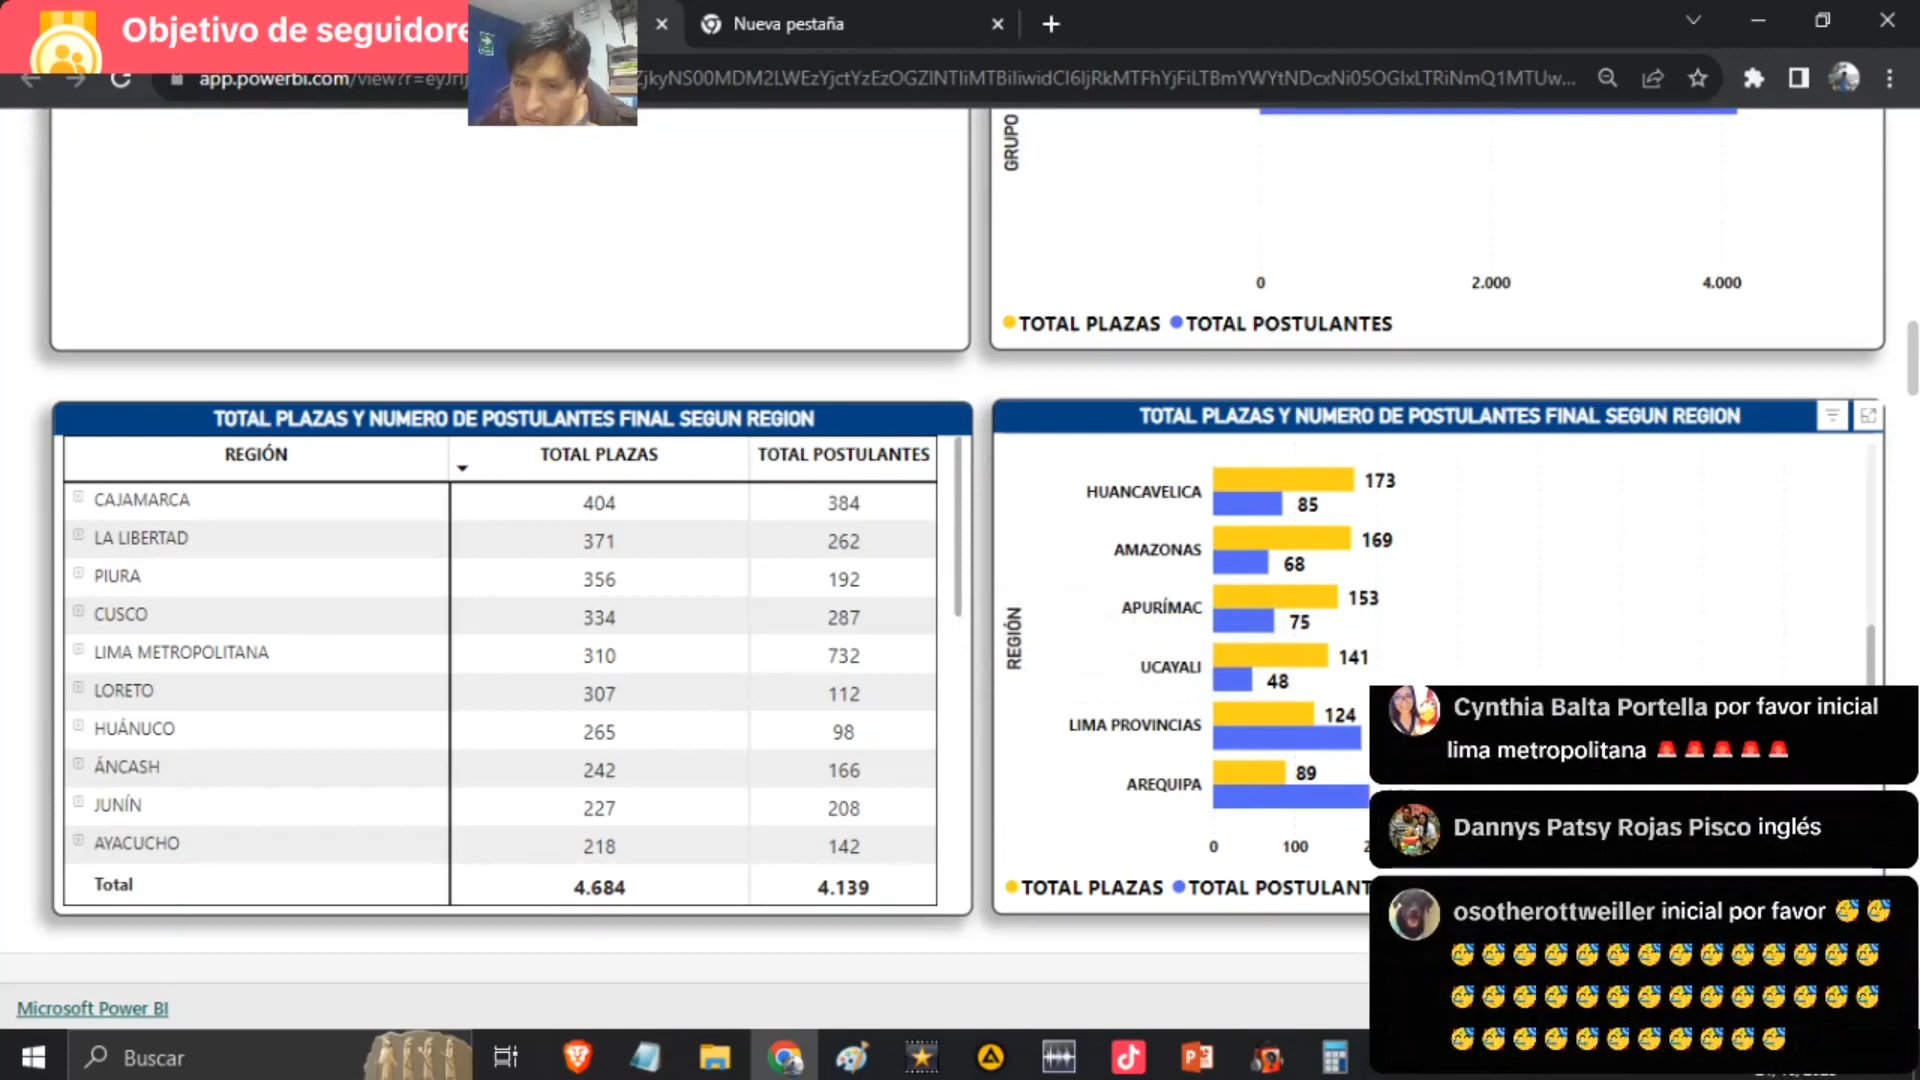 Objetivo de seguidore
Nueva pestaña
GRUPO
0 2.000 4.000
TOTAL PLAZAS TOTAL POSTULANTES
TOTAL PLAZAS Y NUMERO DE POSTULANTES FINAL SEGUN REGION
REGIÓN TOTAL PLAZAS TOTAL POSTULANTES
CAJAMARCA 404 384
LA LIBERTAD 371 262
PIURA 356 192
CUSCO 334 287
LIMA METROPOLITANA 310 732
LORETO 307 112
HUÁNUCO 265 98
ÁNCASH 242 166
JUNÍN 227 208
AYACUCHO 218 142
Total 4.684 4.139
TOTAL PLAZAS Y NUMERO DE POSTULANTES FINAL SEGUN REGION
REGIÓN
HUANCAVELICA 173
85
AMAZONAS 169
68
APURÍMAC 153
75
UCAYALI 141
48
LIMA PROVINCIAS 124
AREQUIPA 89
0 100
TOTAL PLAZAS TOTAL POSTULANT
Cynthia Balta Portella por favor inicial
lima metropolitana 🚨🚨🚨🚨🚨
Dannys Patsy Rojas Pisco inglés
osotherottweiller inicial por favor 🥳🥳
🥳🥳🥳🥳🥳🥳🥳🥳🥳🥳🥳🥳🥳🥳
🥳🥳🥳🥳🥳🥳🥳🥳🥳🥳🥳🥳🥳🥳
🥳🥳🥳🥳🥳🥳🥳🥳🥳🥳🥳
Microsoft Power BI
Buscar